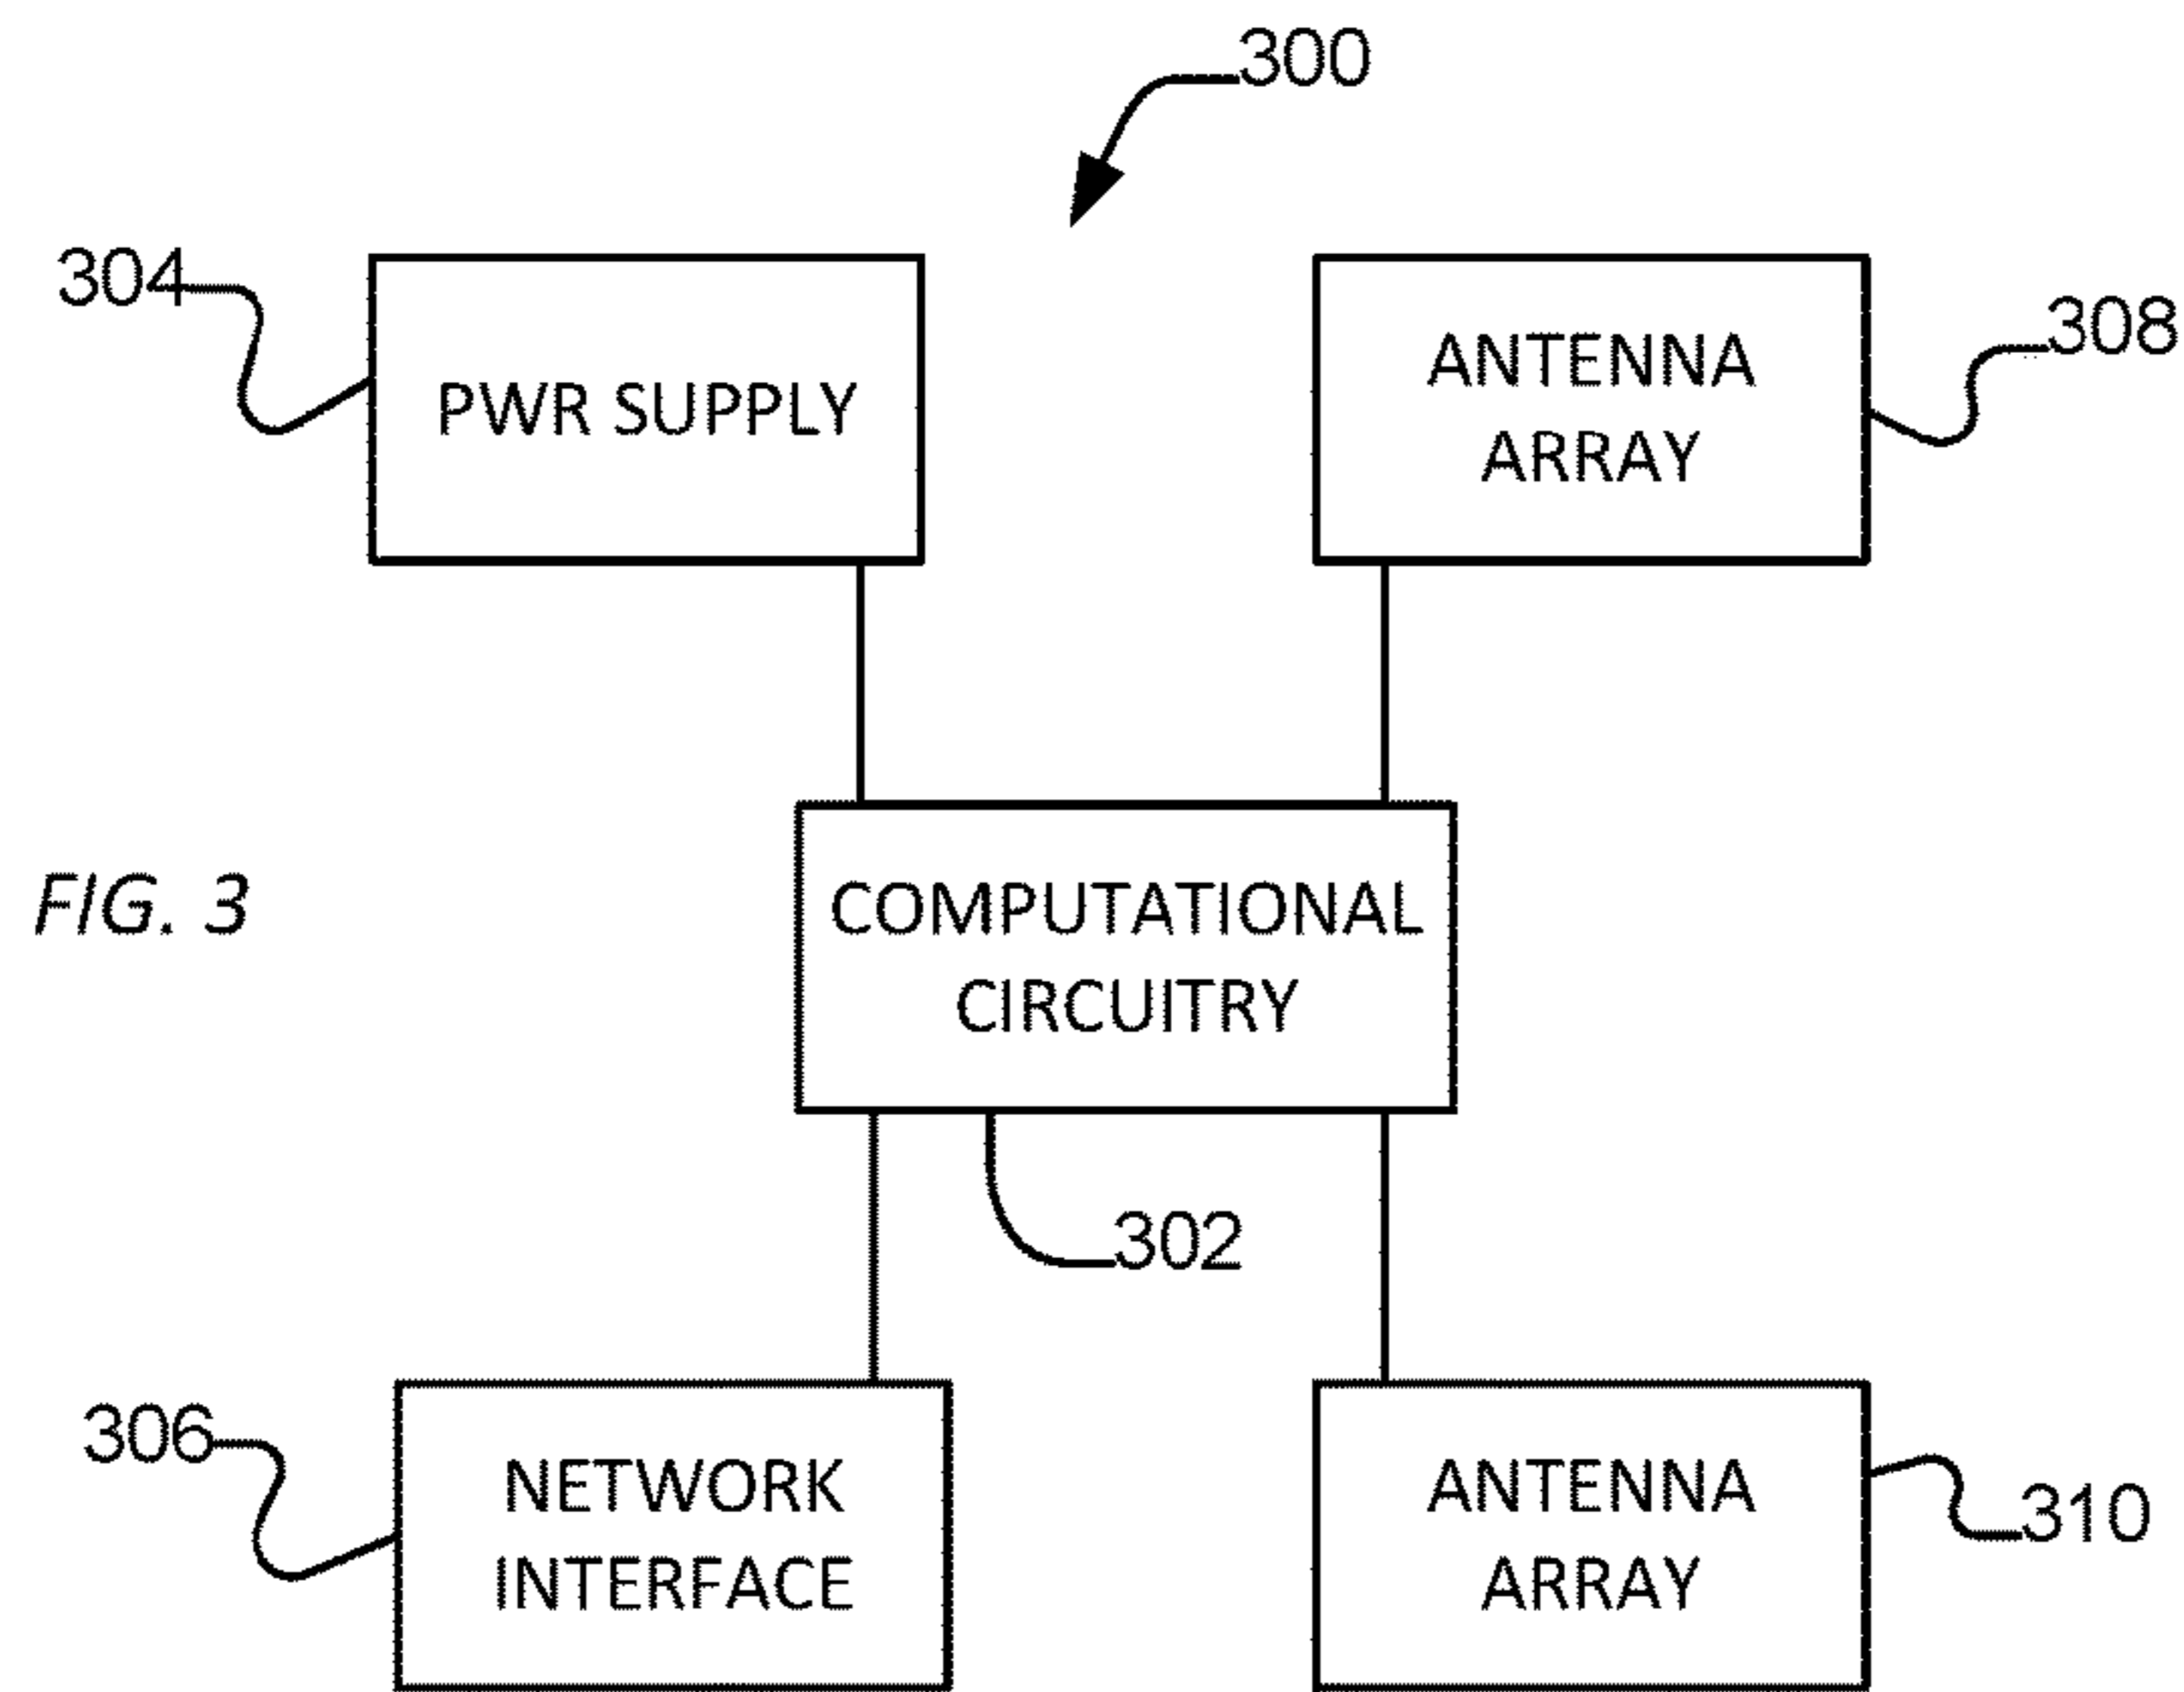 300
304
PWR SUPPLY
ANTENNA
ARRAY
308
FIG. 3
COMPUTATIONAL
CIRCUITRY
302
306
NETWORK
INTERFACE
ANTENNA
ARRAY
310